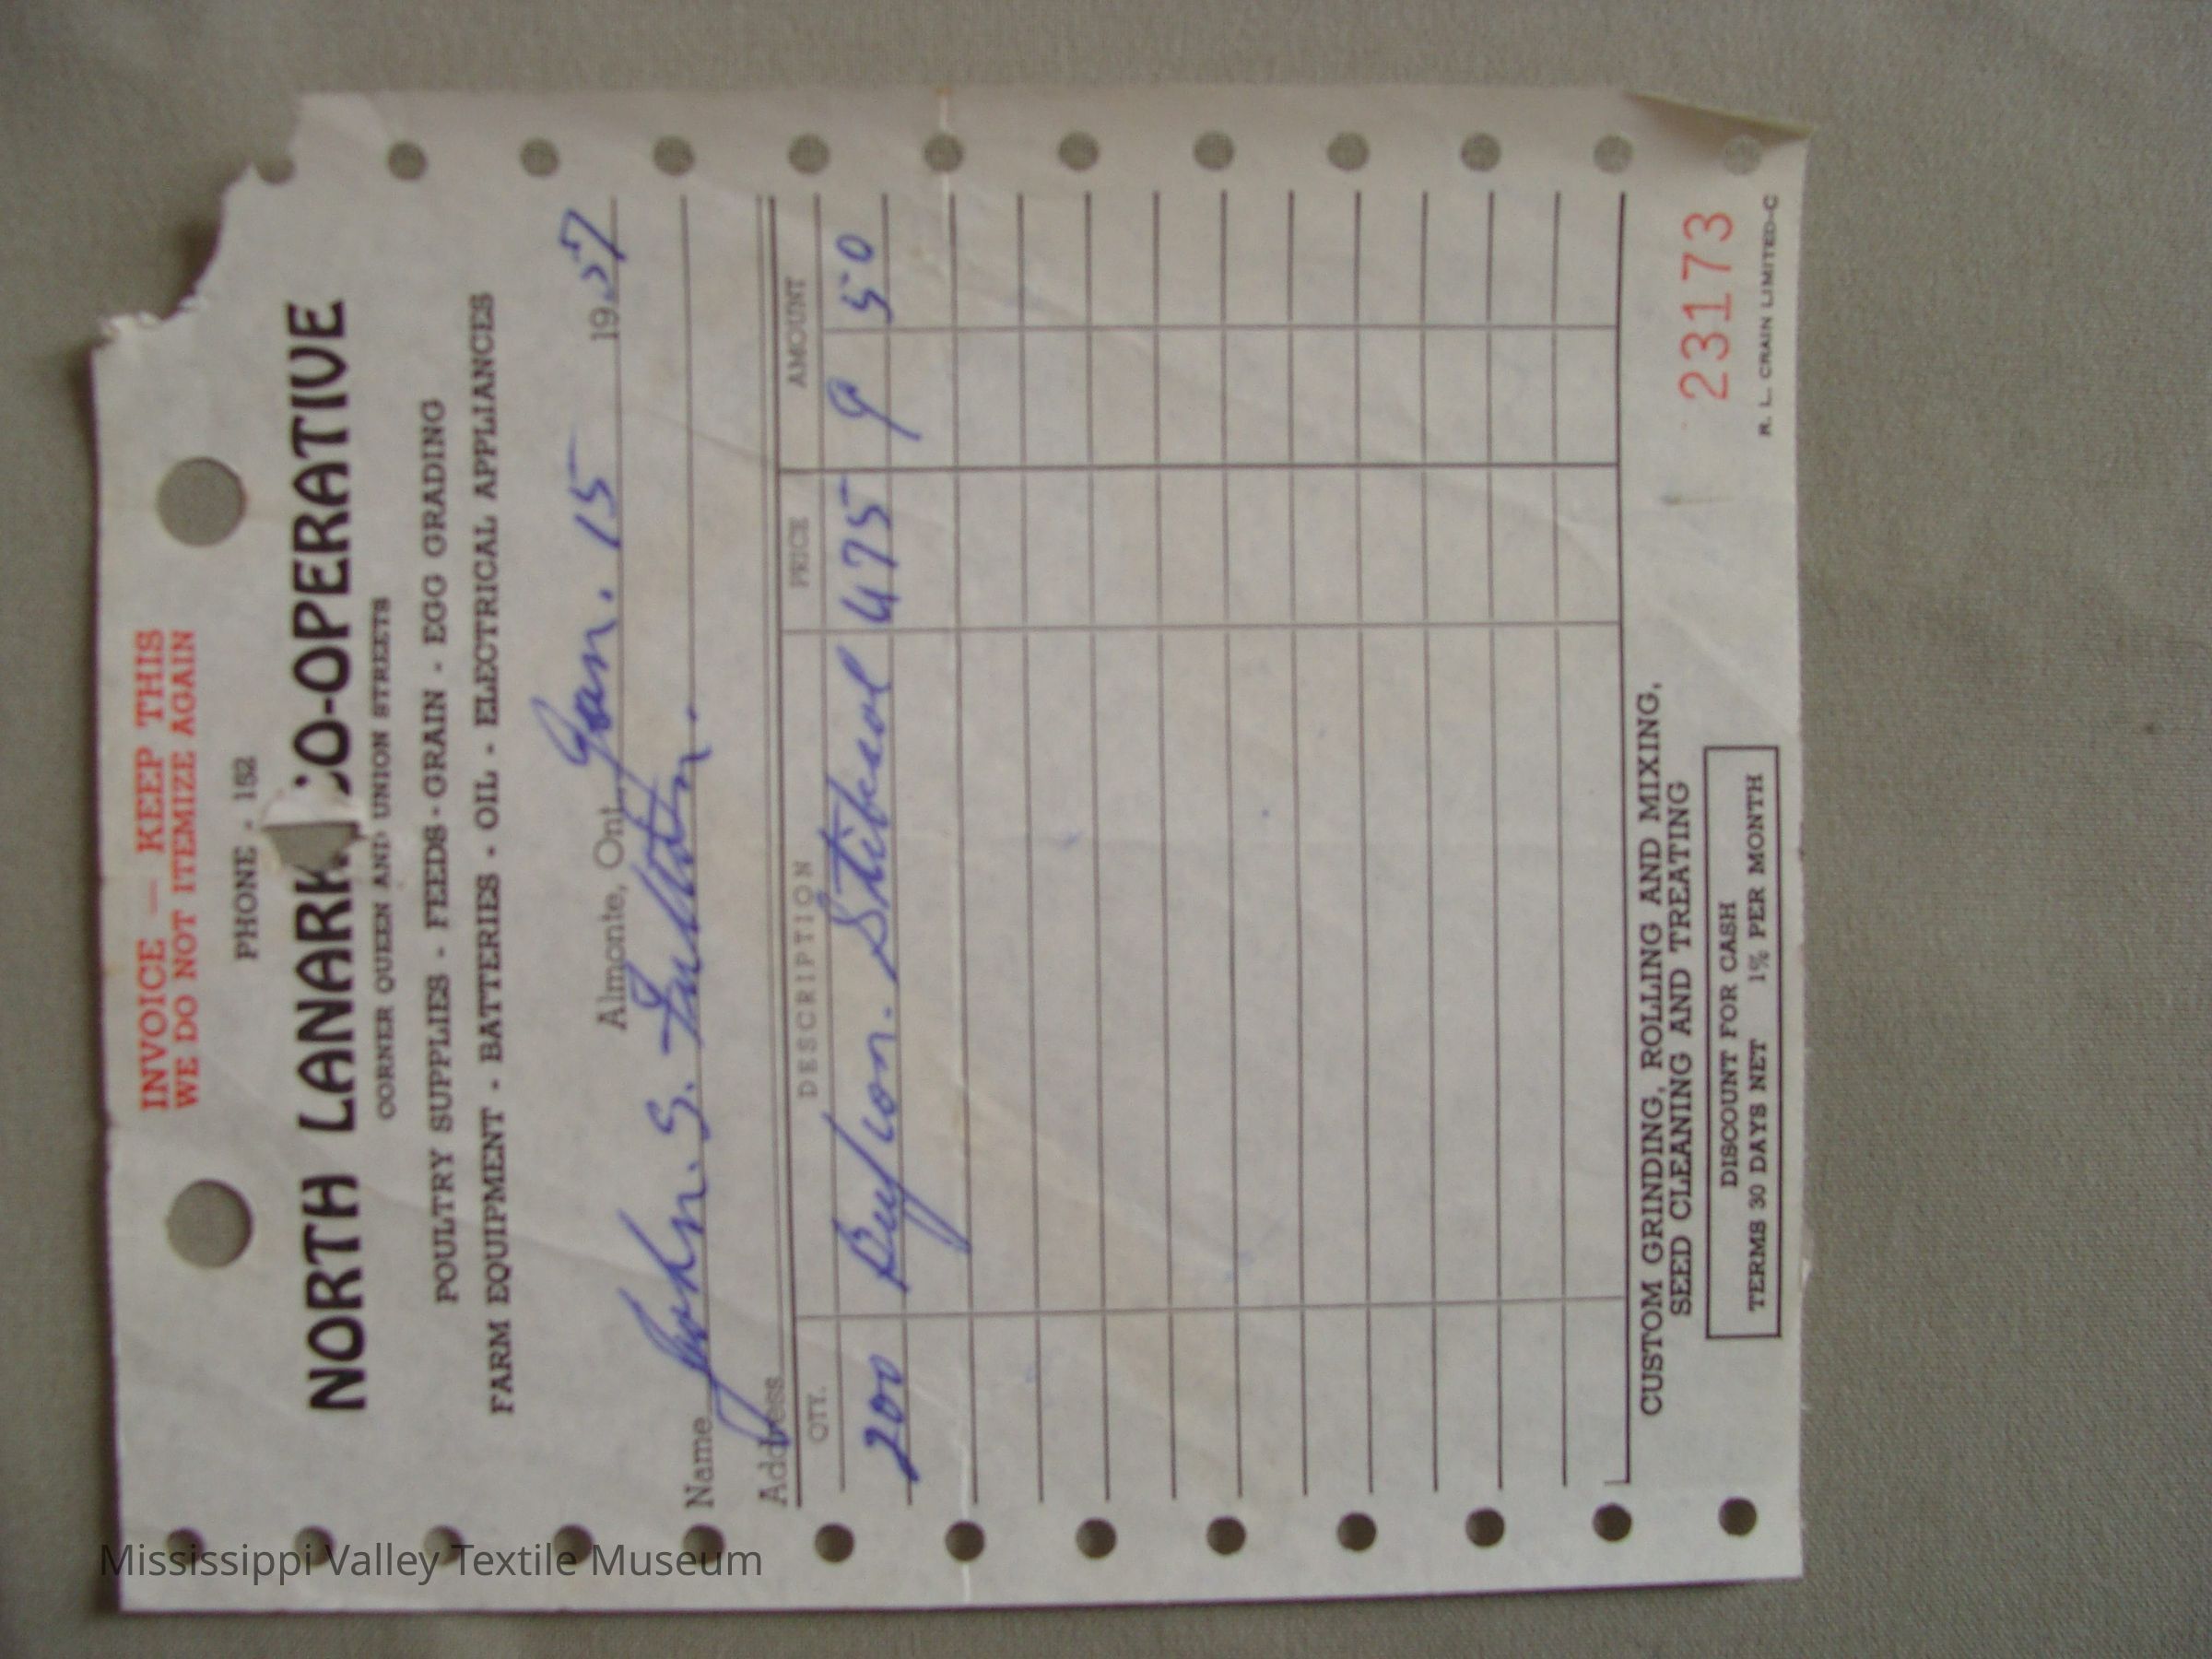 INVOICE — KEEP THIS
WE DO NOT ITEMIZE AGAIN
PHONE - 162
NORTH LANARK CO-OPERATIVE
CORNER QUEEN AND UNION STREETS
POULTRY SUPPLIES - FEEDS - GRAIN - EGG GRADING
FARM EQUIPMENT - BATTERIES - OIL - ELECTRICAL APPLIANCES
Almonte, Ont. Jan. 15 1957
Name John. S. Fulton.
Address
QTY. DESCRIPTION PRICE AMOUNT
200 475 9 50
CUSTOM GRINDING, ROLLING AND MIXING,
SEED CLEANING AND TREATING
DISCOUNT FOR CASH
TERMS 30 DAYS NET 1% PER MONTH
23173
R. L. CRAIN LIMITED-C
Mississippi Valley Textile Museum